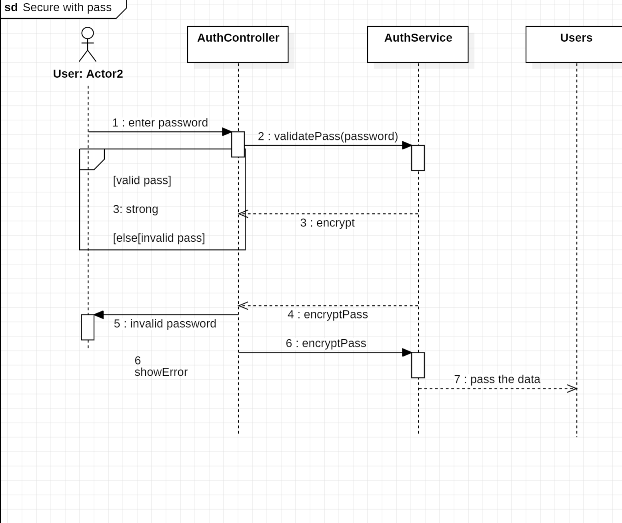 sd Secure with pass
AuthController
AuthService
Users
User: Actor2
1 : enter password
2 : validatePass(password)
[valid pass]
3: strong
3 : encrypt
[else[invalid pass]
4 : encryptPass
5 : invalid password
6 : encryptPass
6
showError
7 : pass the data